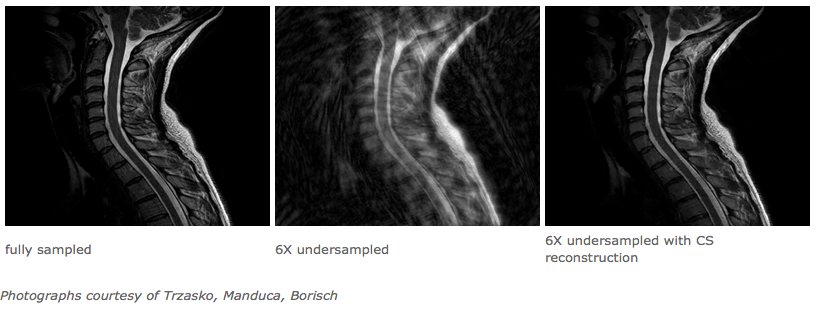 fully sampled
6X undersampled
6X undersampled with CS
reconstruction
Photographs courtesy of Trzasko, Manduca, Borisch